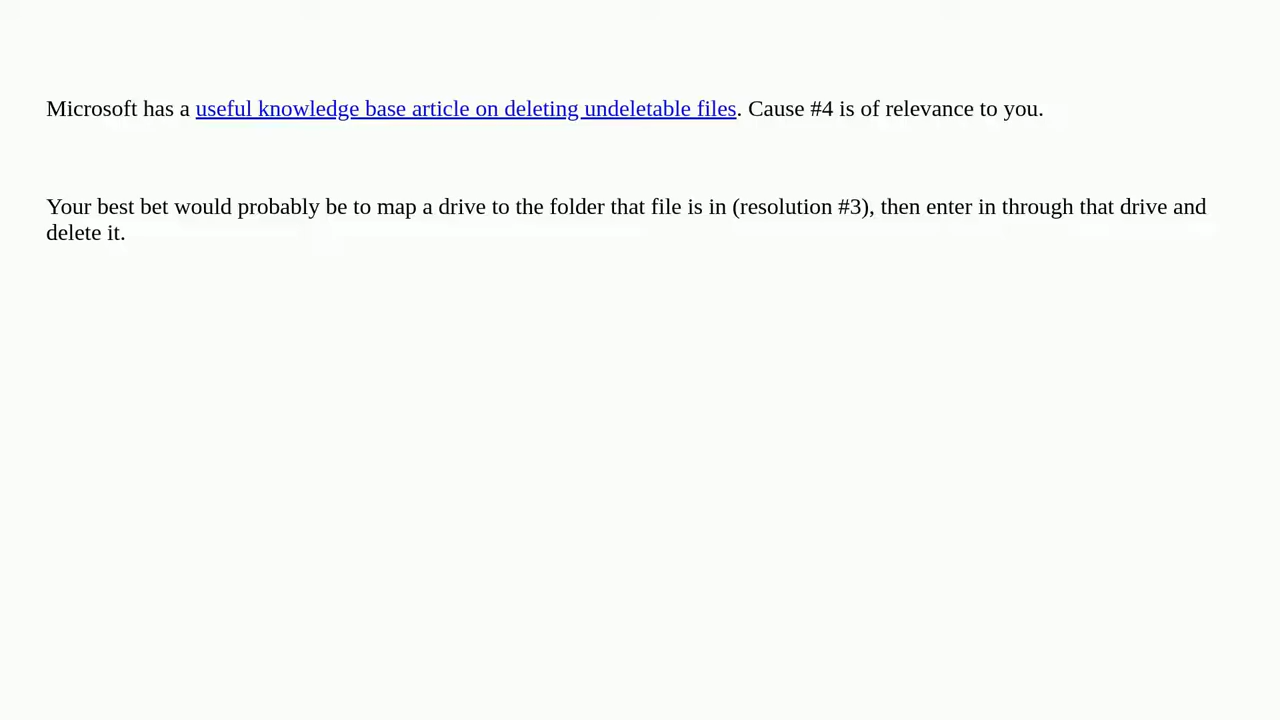 Microsoft has a useful knowledge base article on deleting undeletable files. Cause #4 is of relevance to you.
Your best bet would probably be to map a drive to the folder that file is in (resolution #3), then enter in through that drive and
delete it.